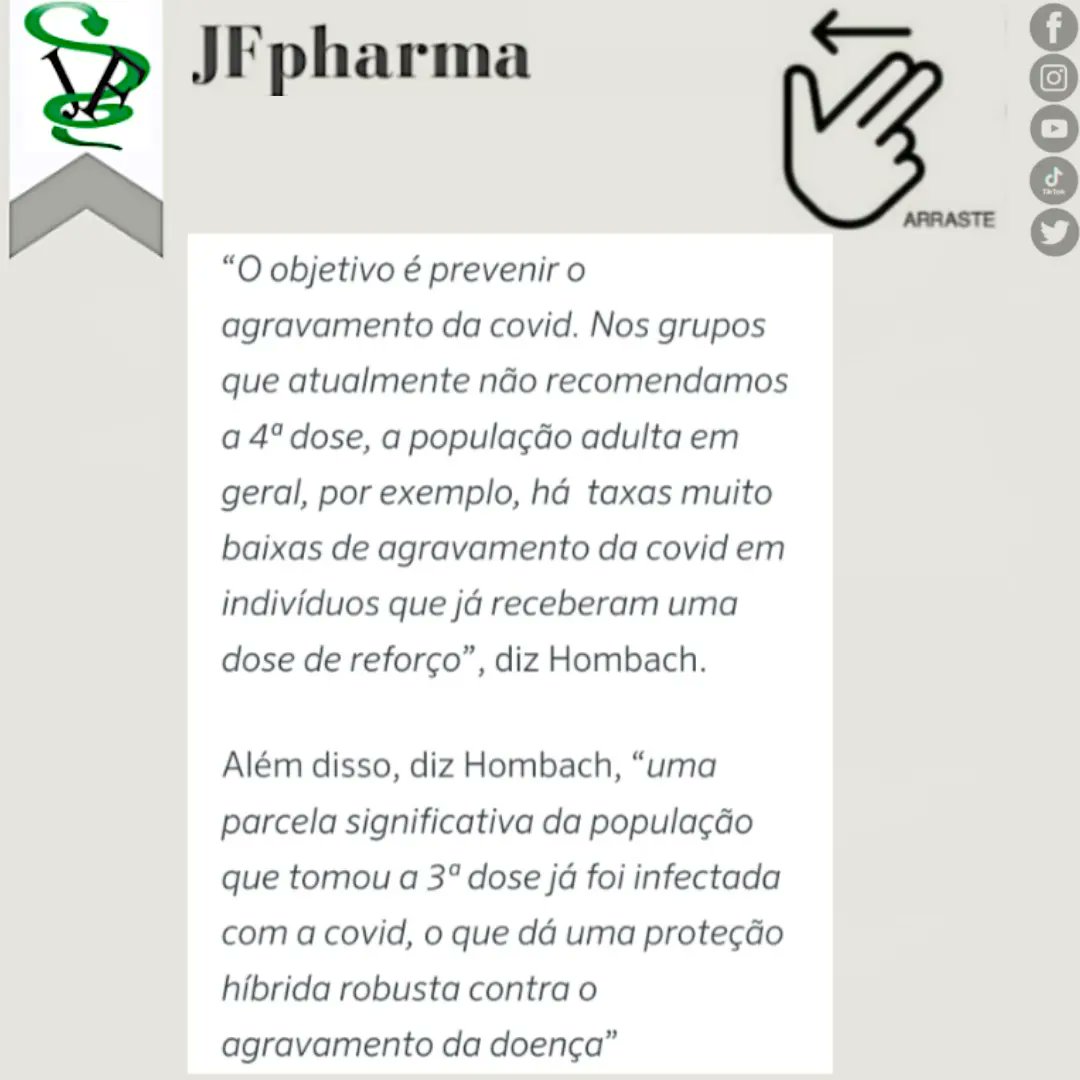 JFpharma
ARRASTE
TikTok
“O objetivo é prevenir o
agravamento da covid. Nos grupos
que atualmente não recomendamos
a 4ª dose, a população adulta em
geral, por exemplo, há  taxas muito
baixas de agravamento da covid em
indivíduos que já receberam uma
dose de reforço”, diz Hombach.
Além disso, diz Hombach, “uma
parcela significativa da população
que tomou a 3ª dose já foi infectada
com a covid, o que dá uma proteção
híbrida robusta contra o
agravamento da doença”